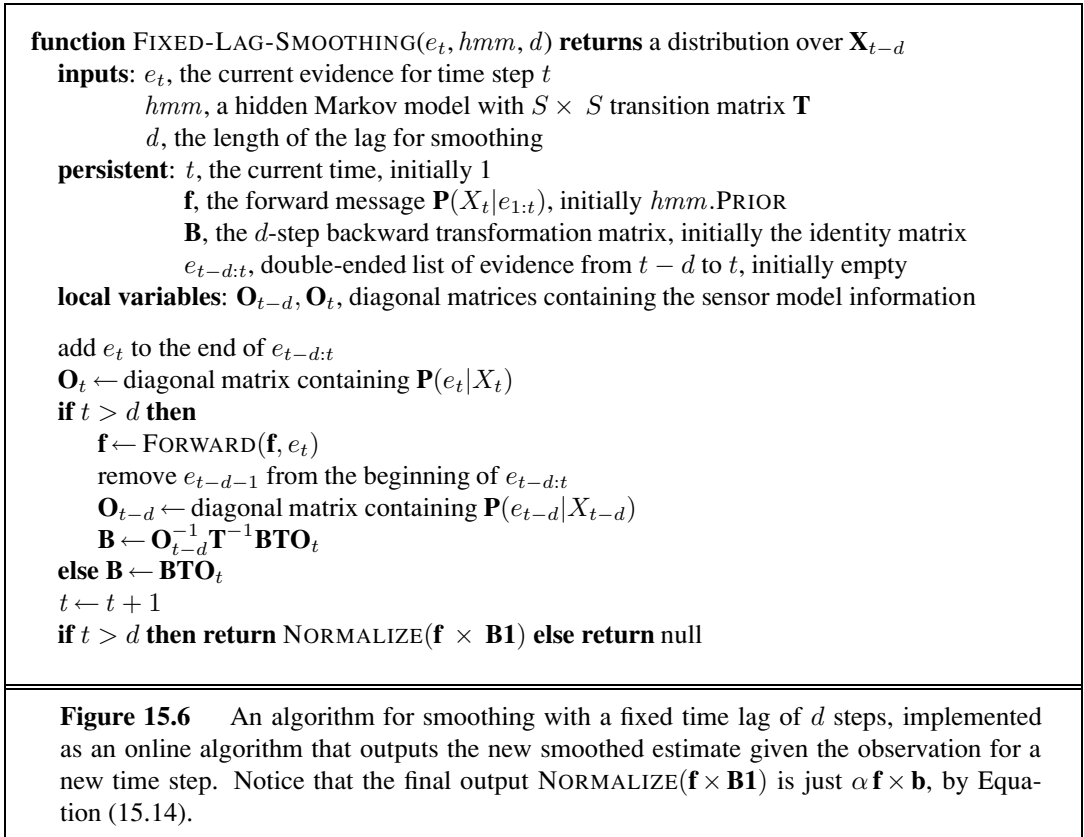 function FIXED-LAG-SMOOTHING(e_t, hmm, d) returns a distribution over X_{t−d}
inputs: e_t, the current evidence for time step t
hmm, a hidden Markov model with S × S transition matrix T
d, the length of the lag for smoothing
persistent: t, the current time, initially 1
f, the forward message P(X_t|e_{1:t}), initially hmm.PRIOR
B, the d-step backward transformation matrix, initially the identity matrix
e_{t−d:t}, double-ended list of evidence from t − d to t, initially empty
local variables: O_{t−d}, O_t, diagonal matrices containing the sensor model information
add e_t to the end of e_{t−d:t}
O_t ← diagonal matrix containing P(e_t|X_t)
if t > d then
f ← FORWARD(f, e_t)
remove e_{t−d−1} from the beginning of e_{t−d:t}
O_{t−d} ← diagonal matrix containing P(e_{t−d}|X_{t−d})
B ← O_{t−d}^{−1}T^{−1}BTO_t
else B ← BTO_t
t ← t + 1
if t > d then return NORMALIZE(f × B1) else return null
Figure 15.6 An algorithm for smoothing with a fixed time lag of d steps, implemented
as an online algorithm that outputs the new smoothed estimate given the observation for a
new time step. Notice that the final output NORMALIZE(f × B1) is just α f × b, by Equa-
tion (15.14).